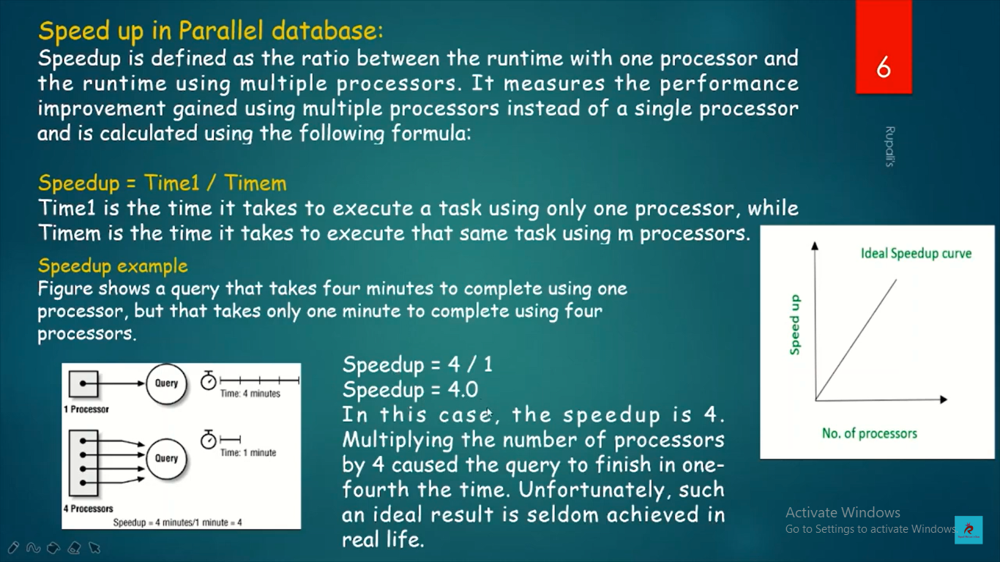 Speed up in Parallel database:
Speedup is defined as the ratio between the runtime with one processor and
the runtime using multiple processors. It measures the performance
improvement gained using multiple processors instead of a single processor
and is calculated using the following formula:
Speedup = Time1 / Timem
Time1 is the time it takes to execute a task using only one processor, while
Timem is the time it takes to execute that same task using m processors.
Speedup example
Figure shows a query that takes four minutes to complete using one
processor, but that takes only one minute to complete using four
processors.
Query
Time: 4 minutes
1 Processor
Query
Time: 1 minute
4 Processors
Speedup = 4 minutes/1 minute = 4
Speedup = 4 / 1
Speedup = 4.0
In this case, the speedup is 4.
Multiplying the number of processors
by 4 caused the query to finish in one-
fourth the time. Unfortunately, such
an ideal result is seldom achieved in
real life.
6
Rupali's
Ideal Speedup curve
Speed up
No. of processors
Activate Windows
Go to Settings to activate Windows.